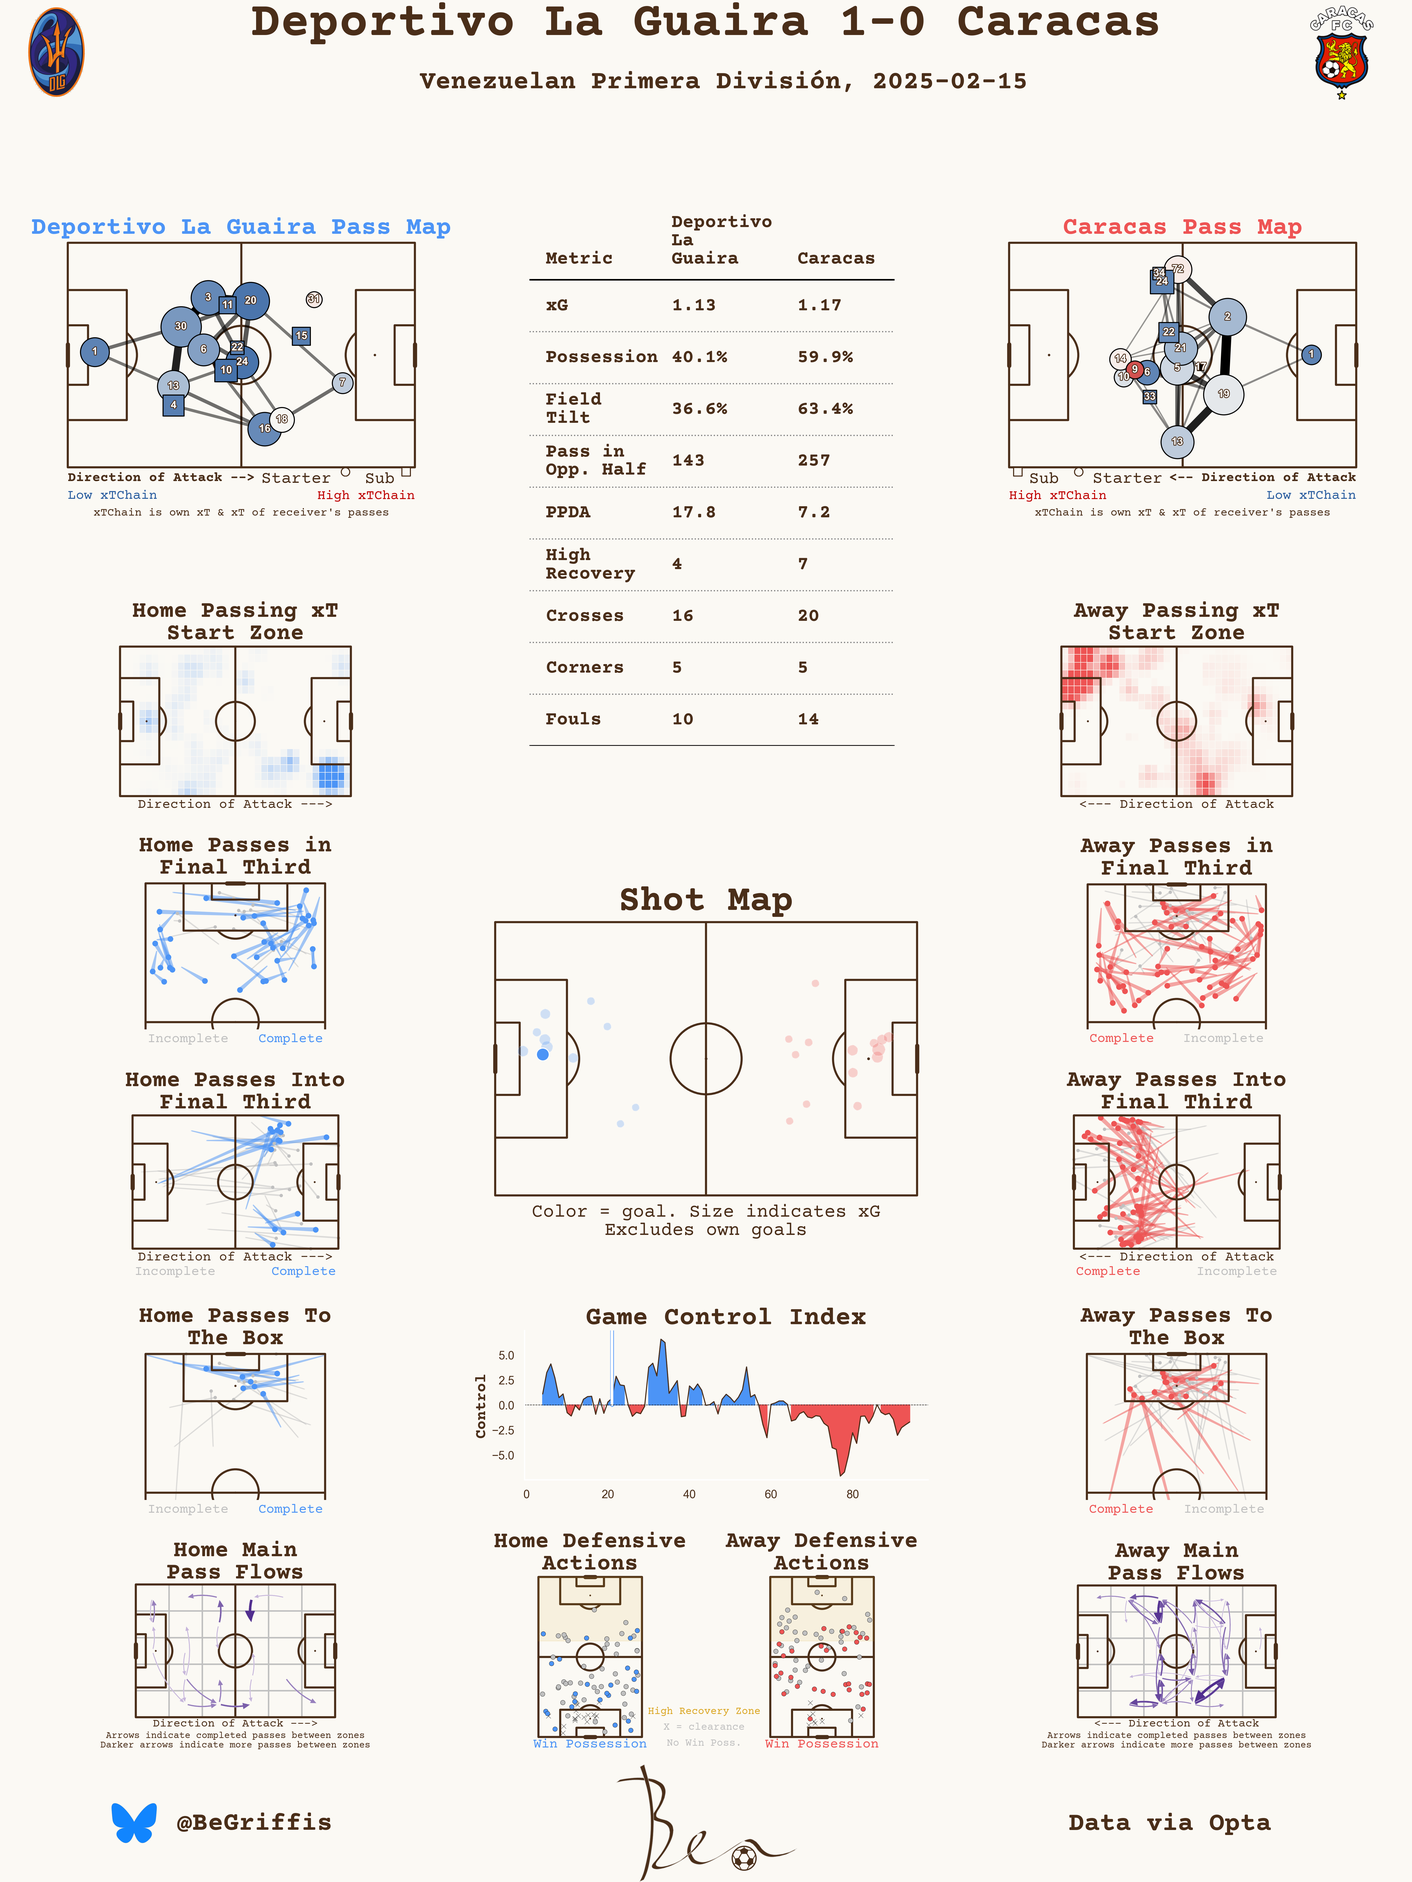 Deportivo La Guaira 1-0 Caracas
Venezuelan Primera División, 2025-02-15
DLG
CARACAS
FC
Deportivo La Guaira Pass Map
1
3
11
20
31
30
6
22
24
10
15
13
4
7
18
16
Direction of Attack --> Starter Sub
Low xTChain High xTChain
xTChain is own xT & xT of receiver's passes
Metric Deportivo La Guaira Caracas
xG 1.13 1.17
Possession 40.1% 59.9%
Field Tilt 36.6% 63.4%
Pass in Opp. Half 143 257
PPDA 17.8 7.2
High Recovery 4 7
Crosses 16 20
Corners 5 5
Fouls 10 14
Caracas Pass Map
34
72
24
2
22
21
14
9
10
6
5
17
1
33
19
13
Sub Starter <-- Direction of Attack
High xTChain Low xTChain
xTChain is own xT & xT of receiver's passes
Home Passing xT
Start Zone
Direction of Attack --->
Away Passing xT
Start Zone
<--- Direction of Attack
Home Passes in
Final Third
Incomplete Complete
Away Passes in
Final Third
Complete Incomplete
Shot Map
Color = goal. Size indicates xG
Excludes own goals
Home Passes Into
Final Third
Direction of Attack --->
Incomplete Complete
Away Passes Into
Final Third
<--- Direction of Attack
Complete Incomplete
Home Passes To
The Box
Incomplete Complete
Game Control Index
Control
5.0
2.5
0.0
−2.5
−5.0
0 20 40 60 80
Away Passes To
The Box
Complete Incomplete
Home Main
Pass Flows
Direction of Attack --->
Arrows indicate completed passes between zones
Darker arrows indicate more passes between zones
Home Defensive
Actions
Win Possession
High Recovery Zone
X = clearance
No Win Poss.
Away Defensive
Actions
Win Possession
Away Main
Pass Flows
<--- Direction of Attack
Arrows indicate completed passes between zones
Darker arrows indicate more passes between zones
@BeGriffis
Ben
Data via Opta